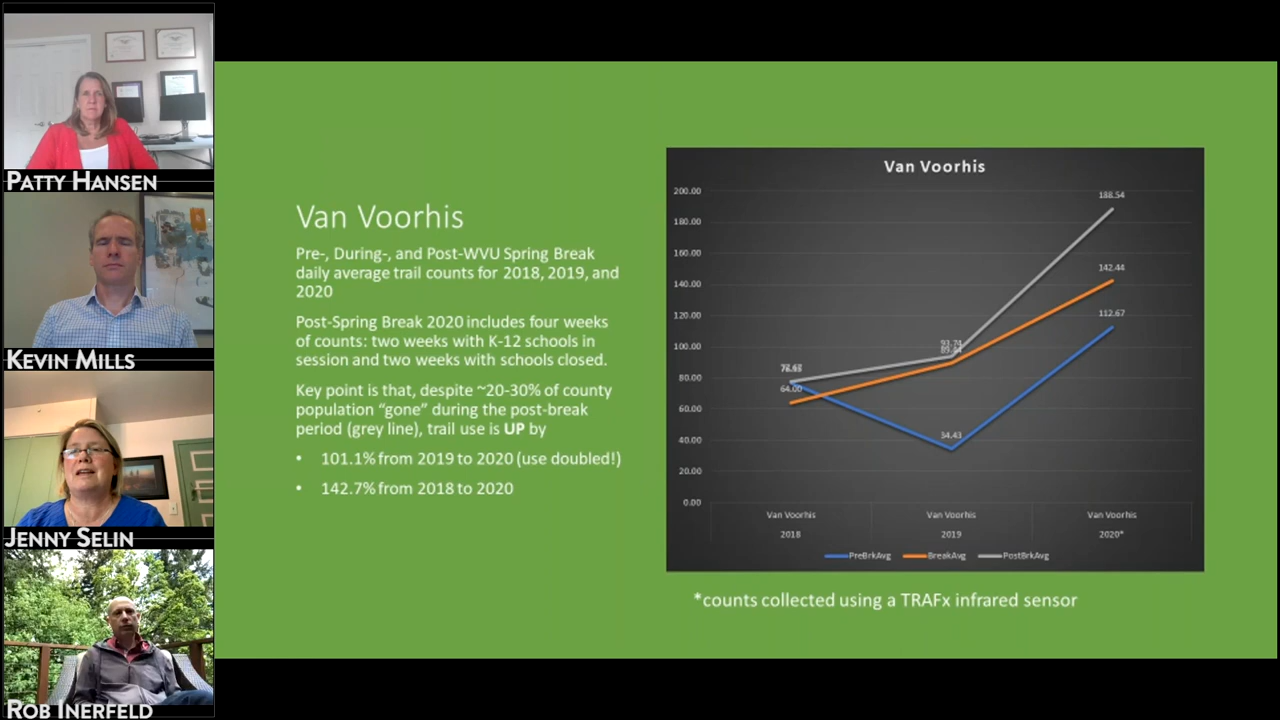 PATTY HANSEN
KEVIN MILLS
JENNY SELIN
ROB INERFELD
Van Voorhis
Pre-, During-, and Post-WVU Spring Break
daily average trail counts for 2018, 2019, and
2020
Post-Spring Break 2020 includes four weeks
of counts: two weeks with K-12 schools in
session and two weeks with schools closed.
Key point is that, despite ~20-30% of county
population “gone” during the post-break
period (grey line), trail use is UP by
• 101.1% from 2019 to 2020 (use doubled!)
• 142.7% from 2018 to 2020
Van Voorhis
200.00
180.00
160.00
140.00
120.00
100.00
80.00
60.00
40.00
20.00
0.00
188.54
142.44
112.67
93.74
89.44
64.00
34.43
Van Voorhis Van Voorhis Van Voorhis
2018 2019 2020*
PreBrkAvg BreakAvg PostBrkAvg
*counts collected using a TRAFx infrared sensor